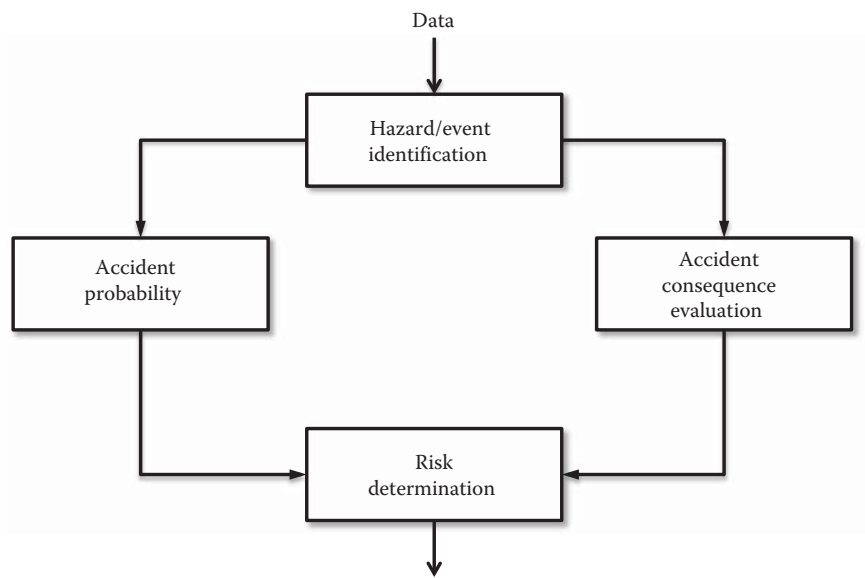 Data
Hazard/event
identification
Accident
probability
Accident
consequence
evaluation
Risk
determination